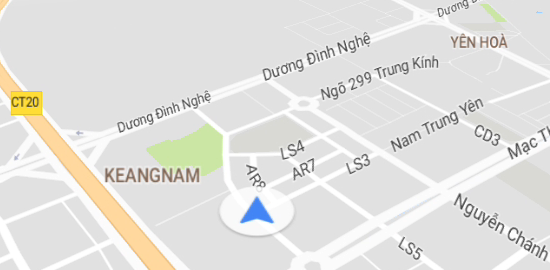 Dương Đình Nghệ
YÊN HOÀ
Dương Đình Nghệ
Ngõ 299 Trung Kính
CT20
Dương Đình Nghệ
Nam Trung Yên
CD3
Mạc Th
LS4
LS3
AR7
AR8
KEANGNAM
Nguyễn Chánh
LS5